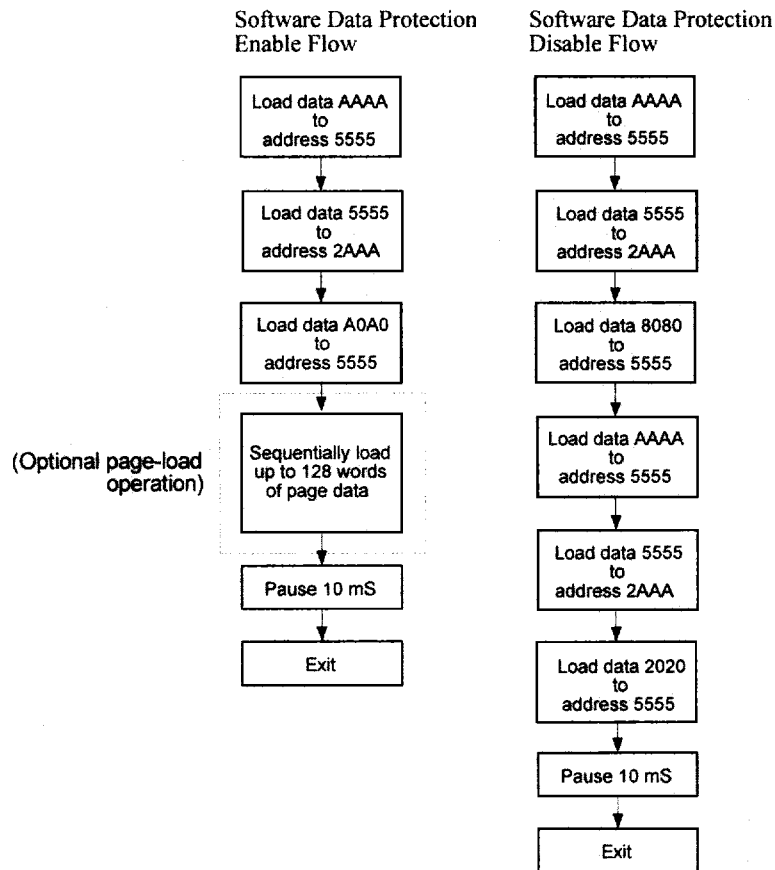 Software Data Protection
Enable Flow
Load data AAAA
to
address 5555
Load data 5555
to
address 2AAA
Load data A0A0
to
address 5555
(Optional page-load
operation)
Sequentially load
up to 128 words
of page data
Pause 10 mS
Exit
Software Data Protection
Disable Flow
Load data AAAA
to
address 5555
Load data 5555
to
address 2AAA
Load data 8080
to
address 5555
Load data AAAA
to
address 5555
Load data 5555
to
address 2AAA
Load data 2020
to
address 5555
Pause 10 mS
Exit